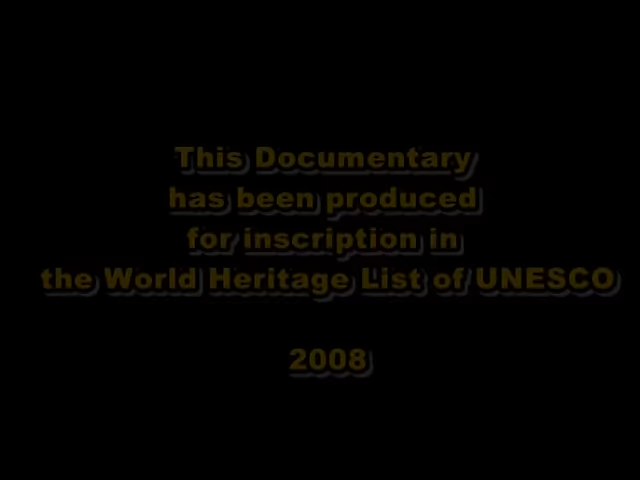 This Documentary
has been produced
for inscription in
the World Heritage List of UNESCO
2008